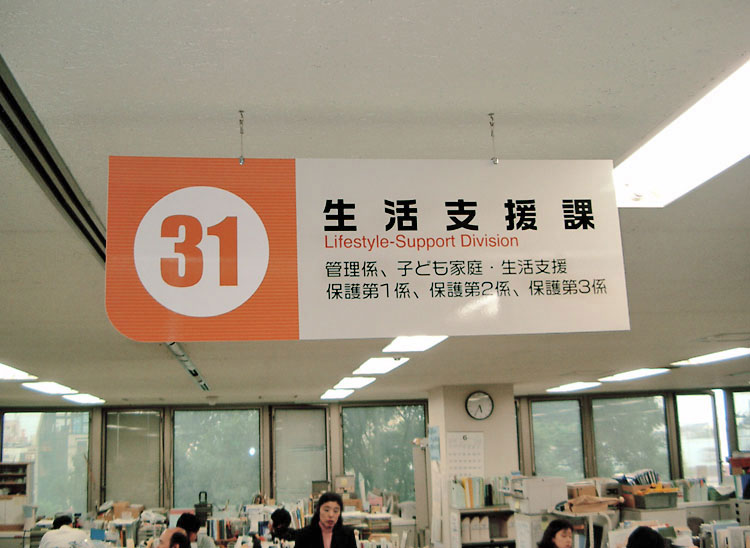 31
生活支援課
Lifestyle-Support Division
管理係、子ども家庭・生活支援
保護第1係、保護第2係、保護第3係
6